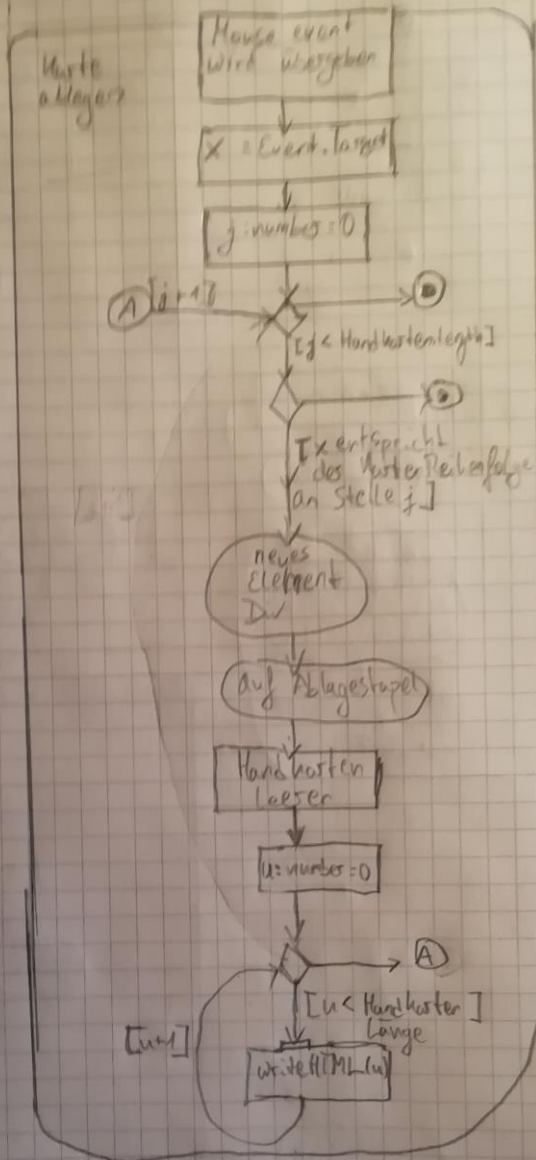 Karte
ablegen
Mouse event
wird übergeben
X = Event.Target
j:number=0
A
[j+1]
[j < Handkartenlegth]
[x entspricht
des Karten Reihenfolge
an Stelle j]
neues
Element
Div
auf Ablagestapel
Handkarten
Leeren
u:number=0
A
[u < Handkarten]
Länge
[u+1]
writeHTML(u)